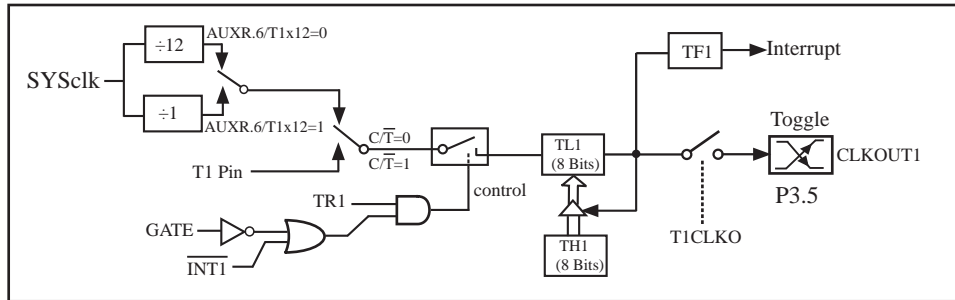 AUXR.6/T1x12=0
÷12
SYSclk
÷1
AUXR.6/T1x12=1
C/T̅=0
C/T̅=1
T1 Pin
TF1
Interrupt
Toggle
TL1
(8 Bits)
CLKOUT1
P3.5
control
TR1
GATE
I̅N̅T̅1̅
TH1
(8 Bits)
T1CLKO